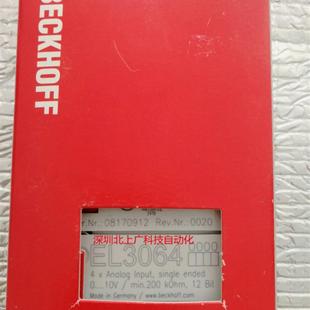 BECKHOFF
r.Nr.: 08170912 Rev.Nr.: 0020
深圳北上广科技自动化
EL3064
4 x Analog Input, single ended
0...10V / min.200 kOhm, 12 Bit
Made in Germany / www.beckhoff.com